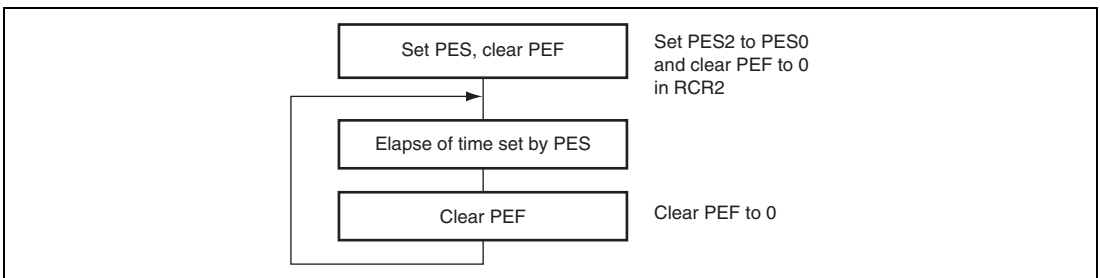 Set PES, clear PEF
Set PES2 to PES0
and clear PEF to 0
in RCR2
Elapse of time set by PES
Clear PEF
Clear PEF to 0